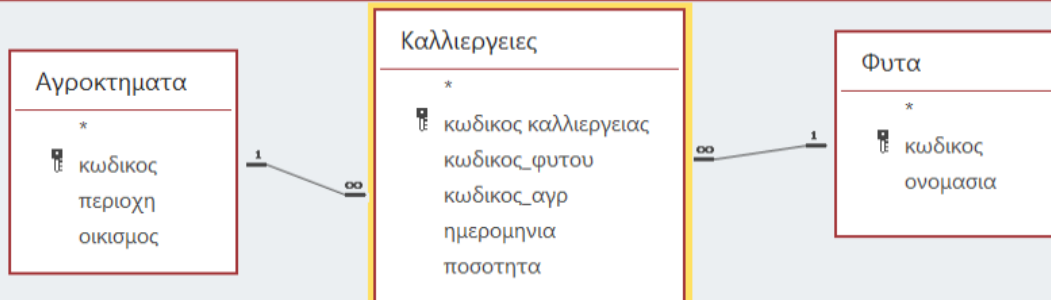 Αγροκτηματα
*
κωδικος
περιοχη
οικισμος
1
∞
Καλλιεργειες
*
κωδικος καλλιεργειας
κωδικος_φυτου
κωδικος_αγρ
ημερομηνια
ποσοτητα
∞
1
Φυτα
*
κωδικος
ονομασια